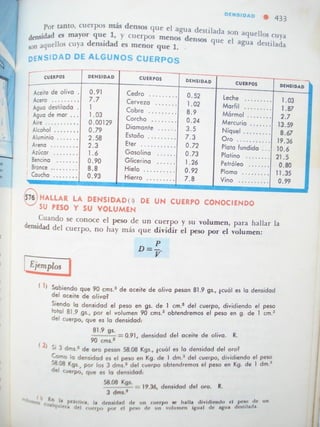 DENSIDAD • 433
Por tanto, cuerpos más densos que el agua destilada son aquellos cuya
densidad es mayor que 1, y cuerpos menos densos que el agua destilada
son aquellos cuya densidad es menor que 1.
DENSIDAD DE ALGUNOS CUERPOS
CUERPOS DENSIDAD CUERPOS DENSIDAD CUERPOS DENSIDAD
Aceite de oliva . 0.91 Cedro ........ 0.52 Leche ........ 1.03
Acero ........ 7.7 Cerveza ...... 1.02 Marfil ........ 1.87
Agua destilada . 1 Cobre ........ 8.9 Mármol ....... 2.7
Agua de mar ... 1.03 Corcho ....... 0.24 Mercurio ...... 13.59
Aire .......... 0.00129 Diamante ..... 3.5 Níquel ........ 8.67
Alcohol ....... 0.79 Estaño ....... 7.3 Oro .......... 19.36
Aluminio ...... 2.58 Eter .......... 0.72 Plata fundida .. 10.6
Arena ........ 2.3 Gasolina ..... 0.73 Platino ....... 21.5
Azúcar ....... 1.6 Glicerina ..... 1.26 Petróleo ...... 0.80
Bencina ...... 0.90 Hielo ......... 0.92 Plomo ........ 11.35
Bronce ....... 8.8 Hierro ....... 7.8 Vino ......... 0.99
Caucho ....... 0.93
576 HALLAR LA DENSIDAD(1) DE UN CUERPO CONOCIENDO
SU PESO Y SU VOLUMEN
Cuando se conoce el peso de un cuerpo y su volumen, para hallar la
densidad del cuerpo, no hay más que dividir el peso por el volumen:
D = P/V
Ejemplos
(1) Sabiendo que 90 cms.³ de aceite de oliva pesan 81.9 gs., ¿cuál es la densidad
del aceite de oliva?
Siendo la densidad el peso en gs. de 1 cm.³ del cuerpo, dividiendo el peso
total 81.9 gs., por el volumen 90 cms.³ obtendremos el peso en g. de 1 cm.³
del cuerpo, que es la densidad:
81.9 gs.
90 cms.³ = 0.91, densidad del aceite de oliva. R.
(2) Si 3 dms.³ de oro pesan 58.08 Kgs., ¿cuál es la densidad del oro?
Como la densidad es el peso en Kg. de 1 dm.³ del cuerpo, dividiendo el peso
58.08 Kgs., por los 3 dms.³ del cuerpo obtendremos el peso en Kg. de 1 dm.³
del cuerpo, que es la densidad:
58.08 Kgs.
3 dms.³ = 19.36, densidad del oro. R.
(1) En la práctica, la densidad de un cuerpo se halla dividiendo el peso de un
volumen cualquiera del cuerpo por el peso de un volumen igual de agua destilada.